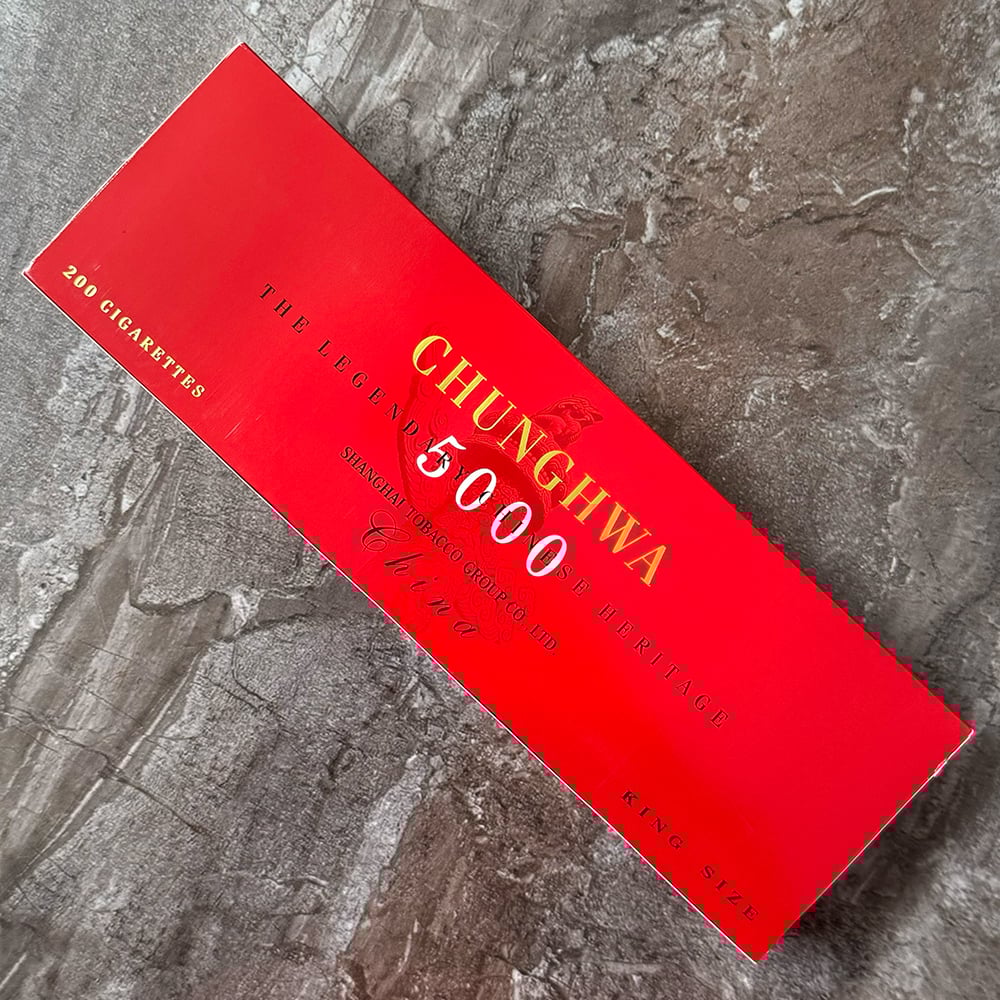 200 CIGARETTES
CHUNGHWA
5000
THE LEGENDARY CHINESE HERITAGE
SHANGHAI TOBACCO GROUP CO., LTD.
China
KING SIZE